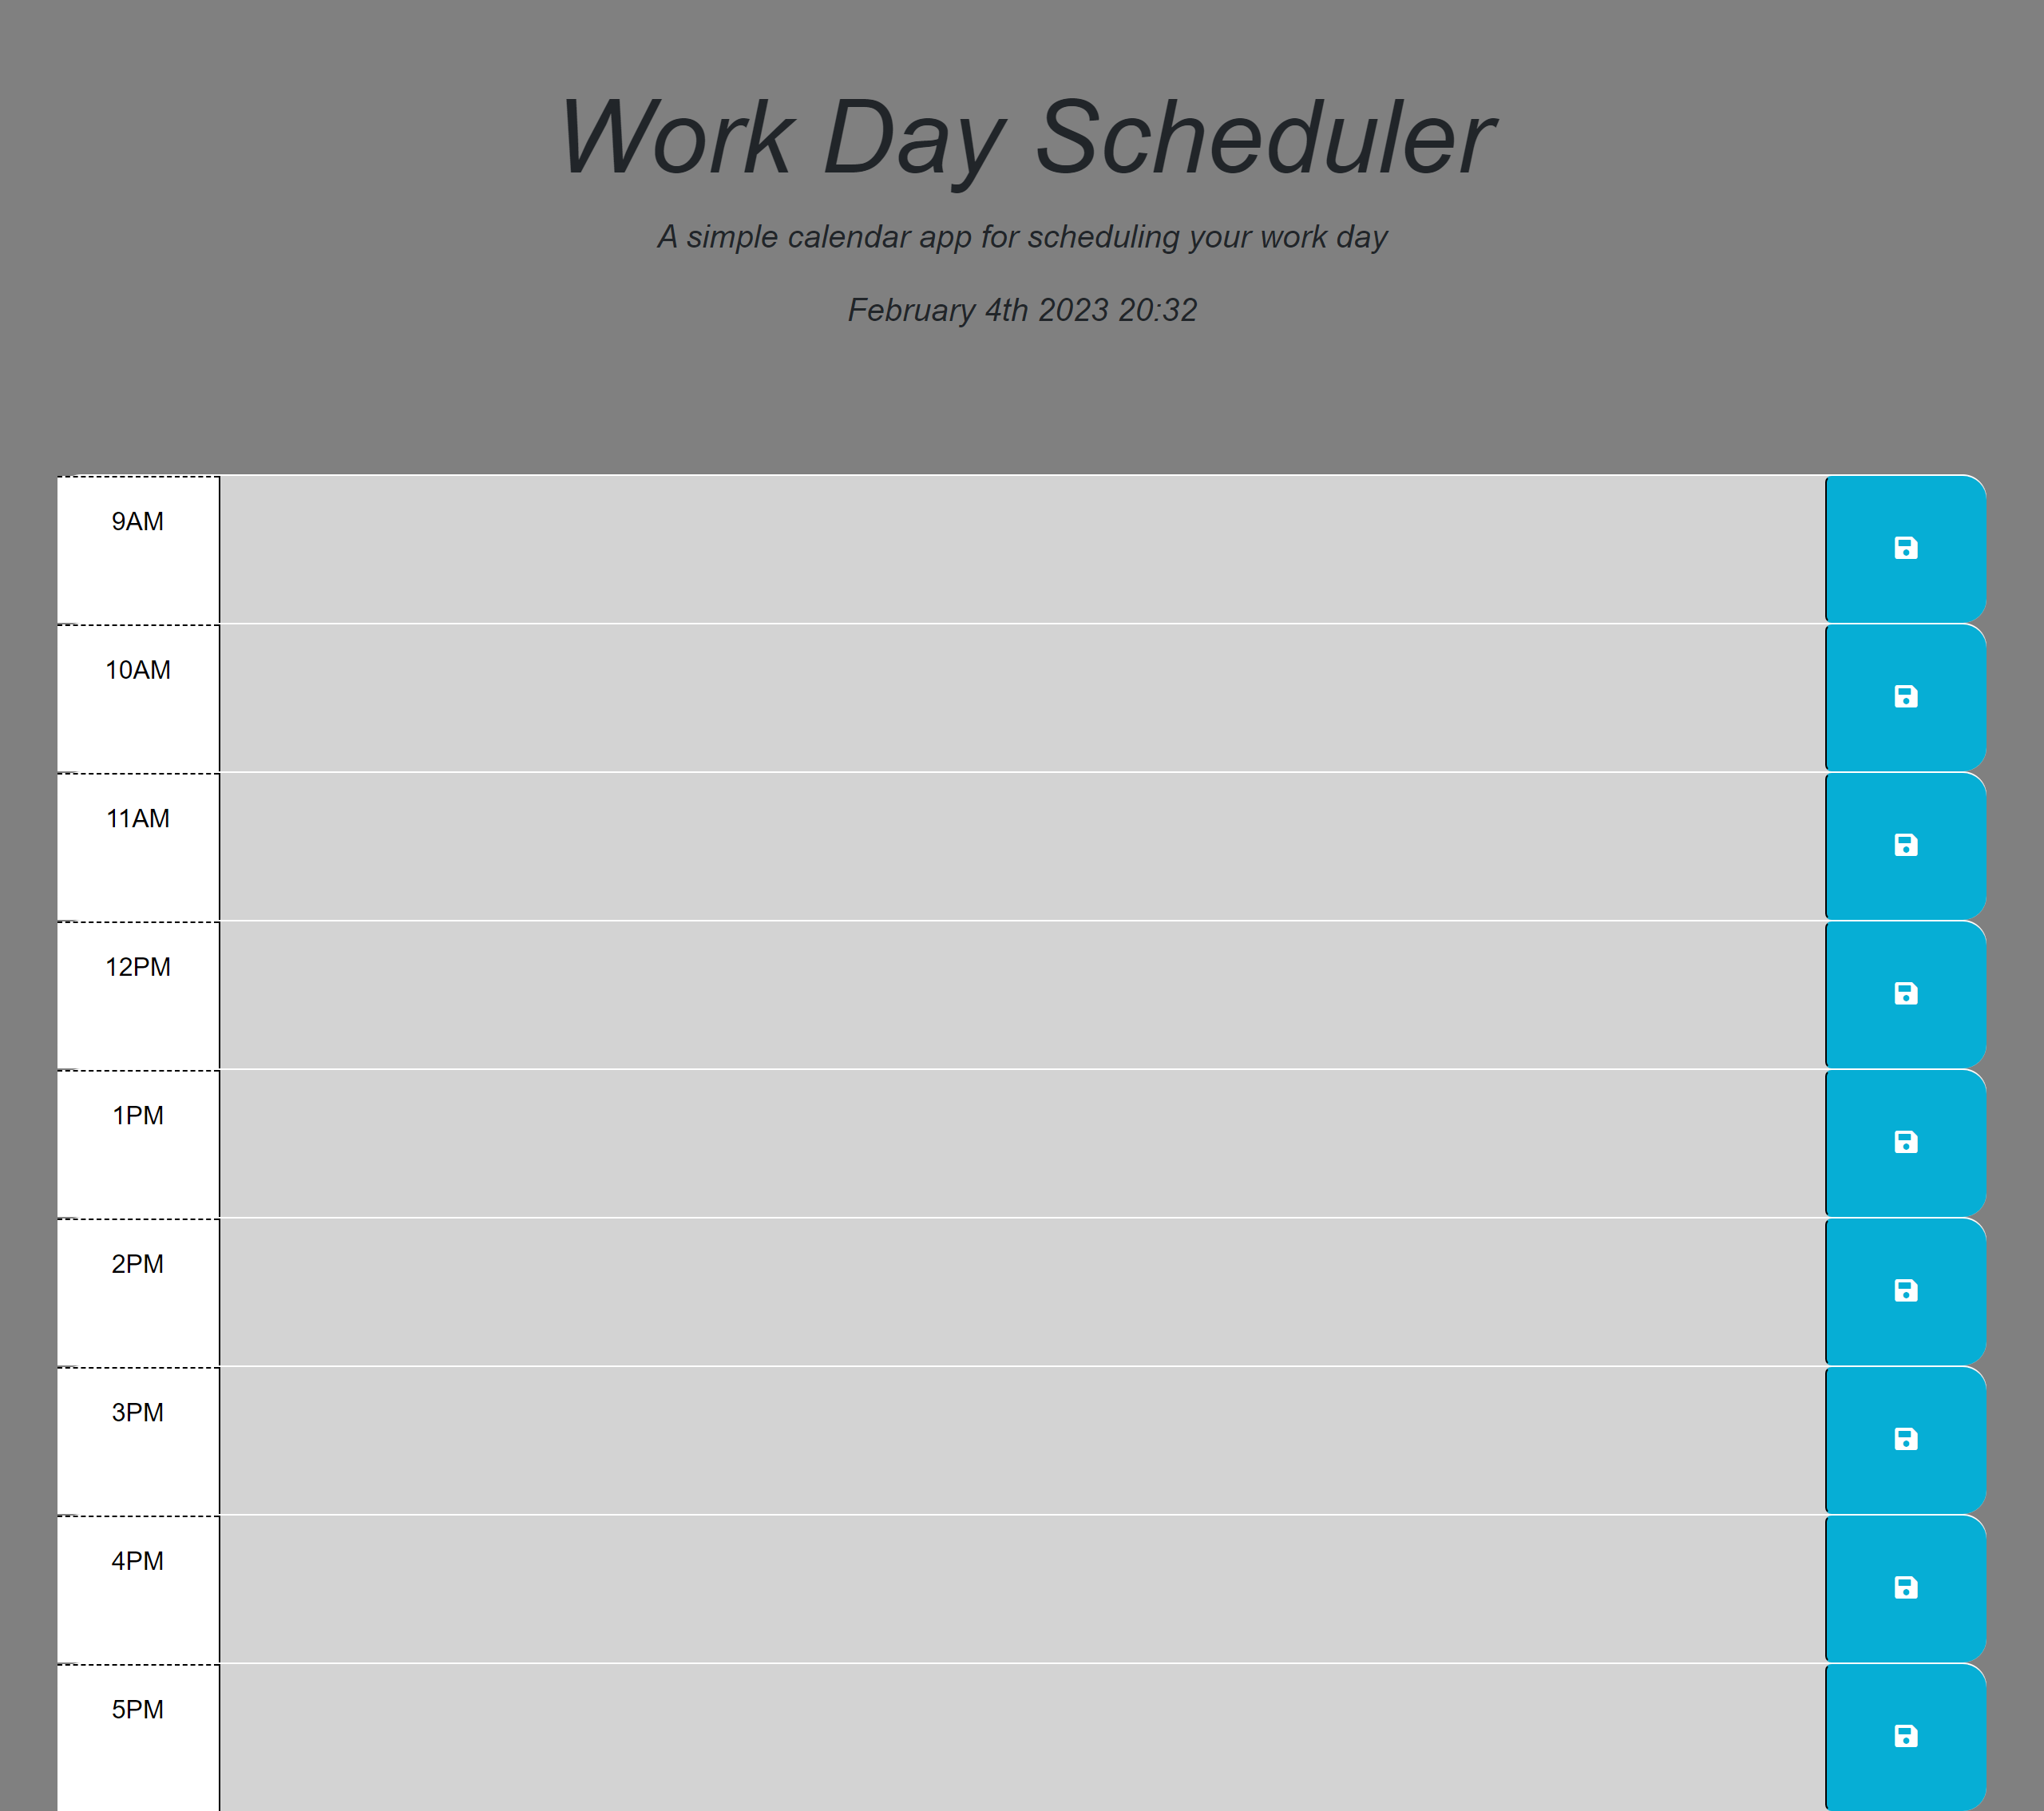 Work Day Scheduler
A simple calendar app for scheduling your work day
February 4th 2023 20:32
9AM
10AM
11AM
12PM
1PM
2PM
3PM
4PM
5PM